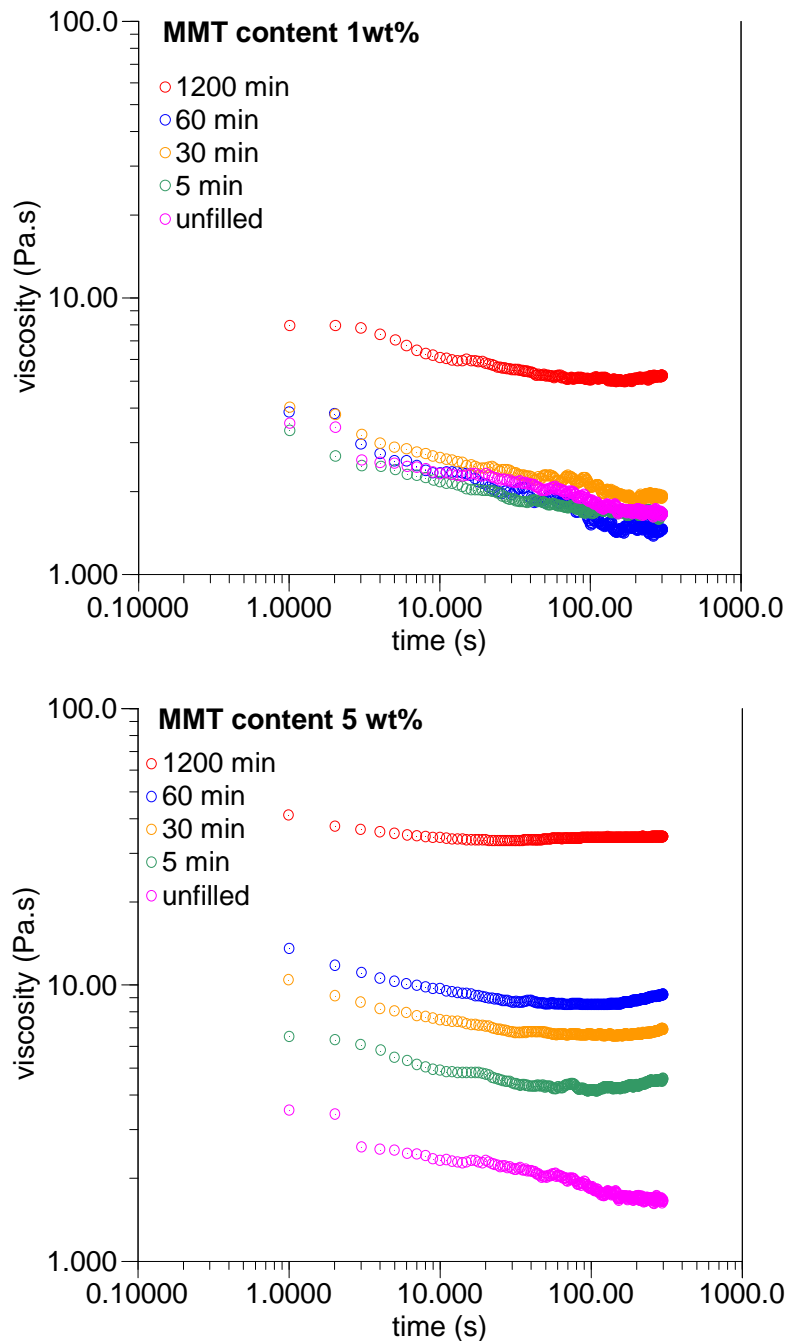 100.0
MMT content 1wt%
1200 min
60 min
30 min
5 min
unfilled
viscosity (Pa.s)
10.00
1.000
0.10000 1.0000 10.000 100.00 1000.0
time (s)
100.0
MMT content 5 wt%
1200 min
60 min
30 min
5 min
unfilled
viscosity (Pa.s)
10.00
1.000
0.10000 1.0000 10.000 100.00 1000.0
time (s)